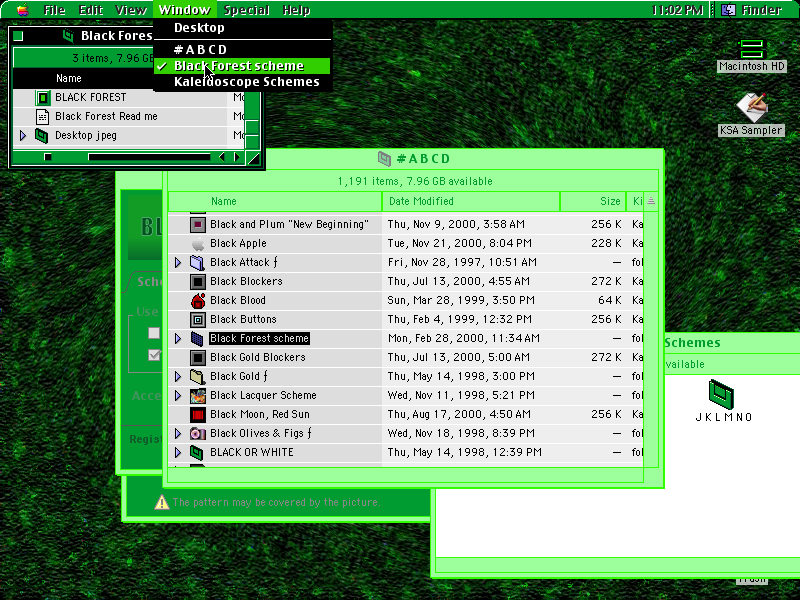 File Edit View Window Special Help 11:02 PM Finder
Desktop
# A B C D
✓ Black Forest scheme
Kaleidoscope Schemes
Black Fores
3 items, 7.96 G
Name
BLACK FOREST Mo
Black Forest Read me Mo
Desktop jpeg Mo
Macintosh HD
KSA Sampler
# A B C D
1,191 items, 7.96 GB available
Name Date Modified Size Ki
Black and Plum "New Beginning" Thu, Nov 9, 2000, 3:58 AM 256 K Ka
Black Apple Tue, Nov 21, 2000, 8:04 PM 228 K Ka
Black Attack ƒ Fri, Nov 28, 1997, 10:51 AM — fol
Black Blockers Thu, Jul 13, 2000, 4:55 AM 272 K Ka
Black Blood Sun, Mar 28, 1999, 3:50 PM 64 K Ka
Black Buttons Thu, Feb 4, 1999, 12:32 PM 256 K Ka
Black Forest scheme Mon, Feb 28, 2000, 11:34 AM — fol
Black Gold Blockers Thu, Jul 13, 2000, 5:00 AM 272 K Ka
Black Gold ƒ Thu, May 14, 1998, 3:00 PM — fol
Black Lacquer Scheme Wed, Nov 11, 1998, 5:21 PM — fol
Black Moon, Red Sun Thu, Aug 17, 2000, 4:50 AM 256 K Ka
Black Olives & Figs ƒ Wed, Nov 18, 1998, 8:39 PM — fol
BLACK OR WHITE Thu, May 14, 1998, 12:39 PM — fol
BL
Sche
Use
Acce
Regist
The pattern may be covered by the picture.
Schemes
vailable
J K L M N O
Trash